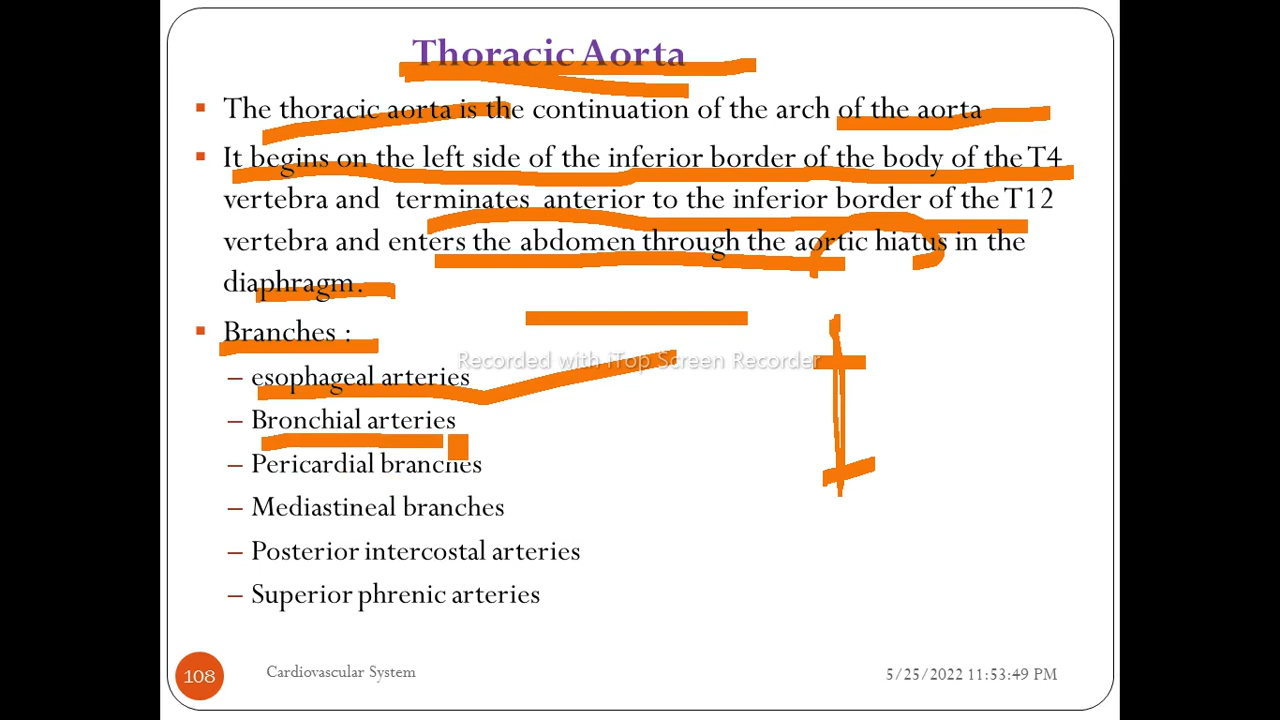 Thoracic Aorta
▪ The thoracic aorta is the continuation of the arch of the aorta
▪ It begins on the left side of the inferior border of the body of the T4
vertebra and terminates anterior to the inferior border of the T12
vertebra and enters the abdomen through the aortic hiatus in the
diaphragm.
▪ Branches :
Recorded with iTop Screen Recorder
– esophageal arteries
– Bronchial arteries
– Pericardial branches
– Mediastineal branches
– Posterior intercostal arteries
– Superior phrenic arteries
108
Cardiovascular System
5/25/2022 11:53:49 PM